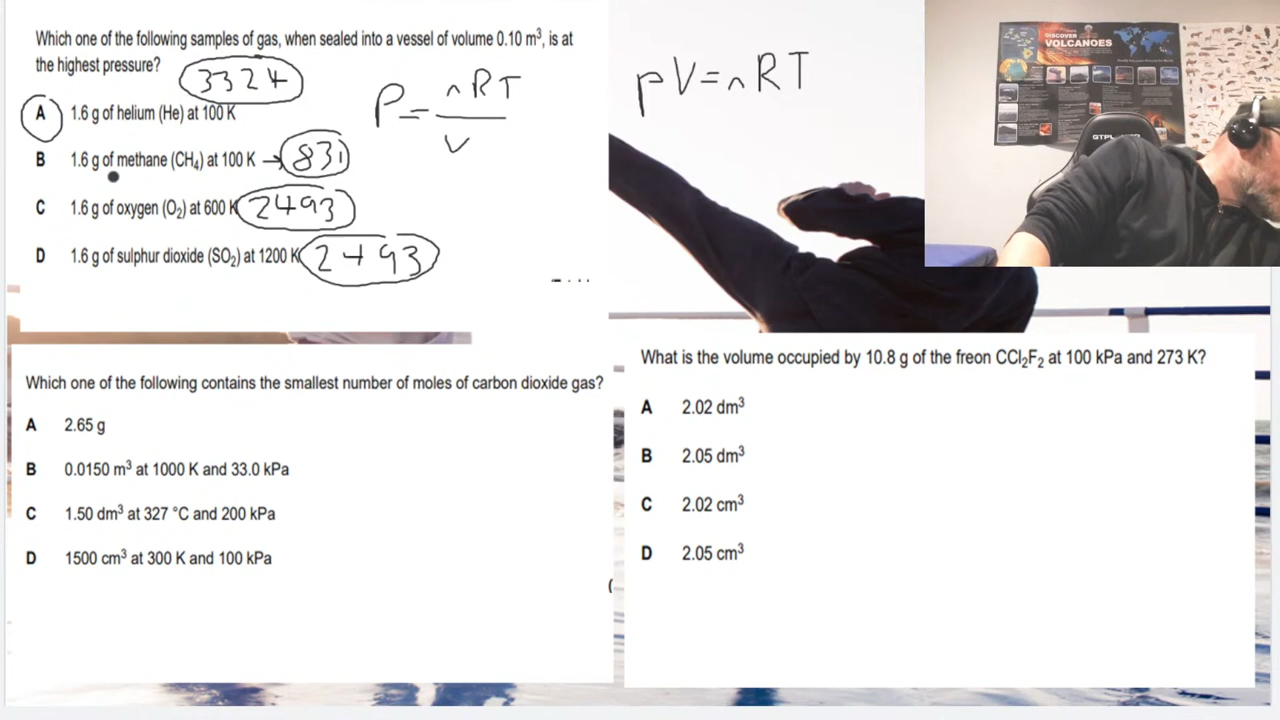 Which one of the following samples of gas, when sealed into a vessel of volume 0.10 m³, is at
the highest pressure?
3324
A 1.6 g of helium (He) at 100 K
B 1.6 g of methane (CH₄) at 100 K → 831
C 1.6 g of oxygen (O₂) at 600 K 2493
D 1.6 g of sulphur dioxide (SO₂) at 1200 K 2493
P = nRT
V
pV=nRT
DISCOVER
VOLCANOES
GTPLAYER
Which one of the following contains the smallest number of moles of carbon dioxide gas?
A 2.65 g
B 0.0150 m³ at 1000 K and 33.0 kPa
C 1.50 dm³ at 327 °C and 200 kPa
D 1500 cm³ at 300 K and 100 kPa
What is the volume occupied by 10.8 g of the freon CCl₂F₂ at 100 kPa and 273 K?
A 2.02 dm³
B 2.05 dm³
C 2.02 cm³
D 2.05 cm³